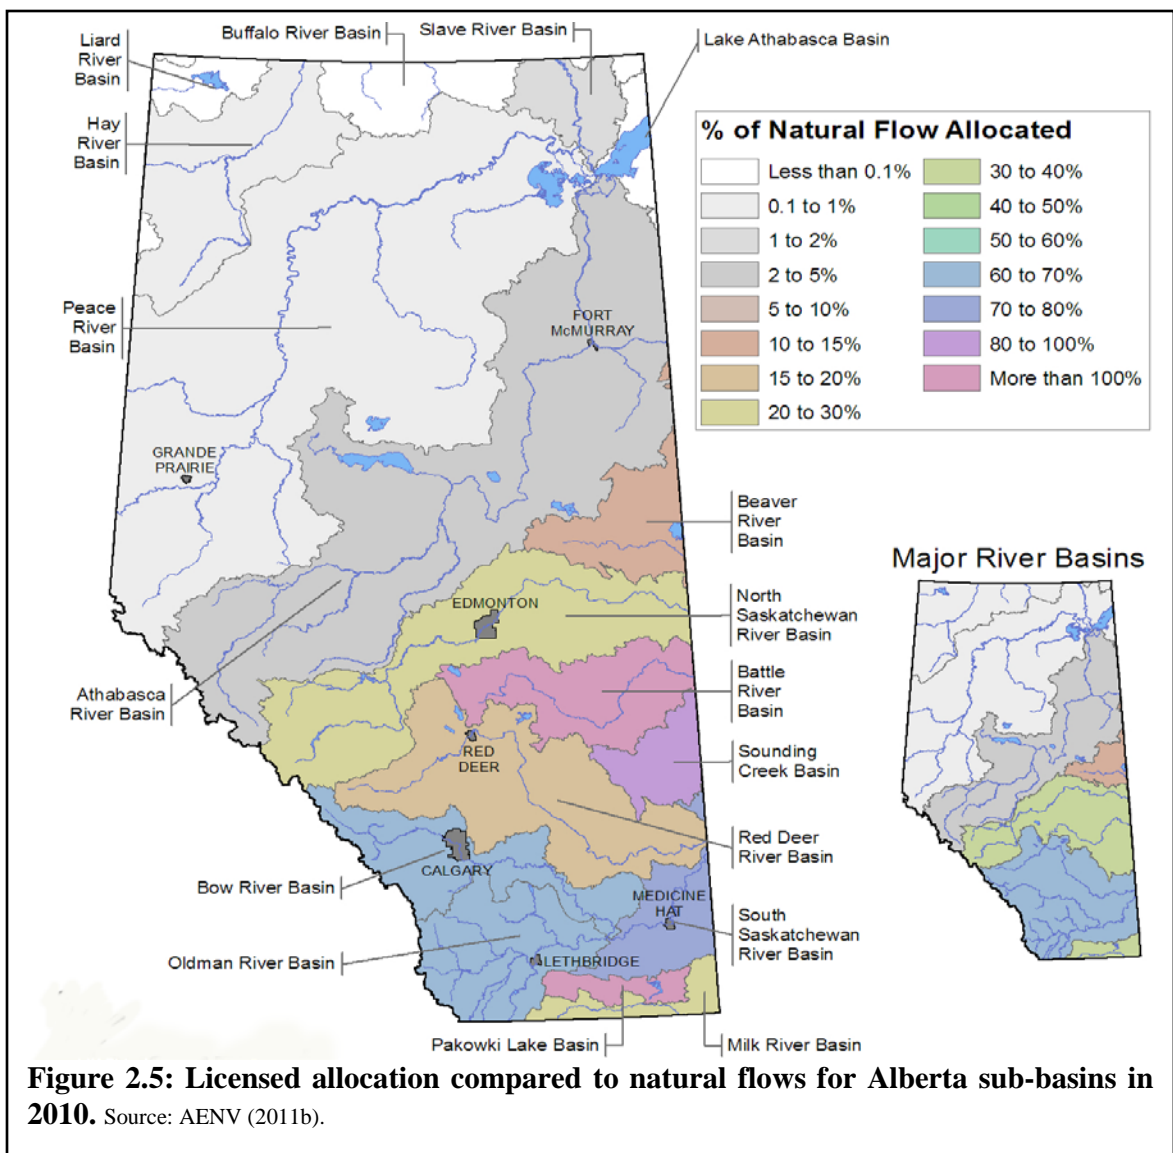 Liard
River
Basin
Buffalo River Basin
Slave River Basin
Lake Athabasca Basin
Hay
River
Basin
% of Natural Flow Allocated
Less than 0.1%
0.1 to 1%
1 to 2%
2 to 5%
5 to 10%
10 to 15%
15 to 20%
20 to 30%
30 to 40%
40 to 50%
50 to 60%
60 to 70%
70 to 80%
80 to 100%
More than 100%
Peace
River
Basin
FORT
McMURRAY
GRANDE
PRAIRIE
Beaver
River
Basin
EDMONTON
North
Saskatchewan
River Basin
Athabasca
River Basin
Battle
River
Basin
RED
DEER
Sounding
Creek Basin
Red Deer
River Basin
Bow River Basin
CALGARY
MEDICINE
HAT
South
Saskatchewan
River Basin
Oldman River Basin
LETHBRIDGE
Pakowki Lake Basin
Milk River Basin
Major River Basins
Figure 2.5: Licensed allocation compared to natural flows for Alberta sub-basins in
2010. Source: AENV (2011b).